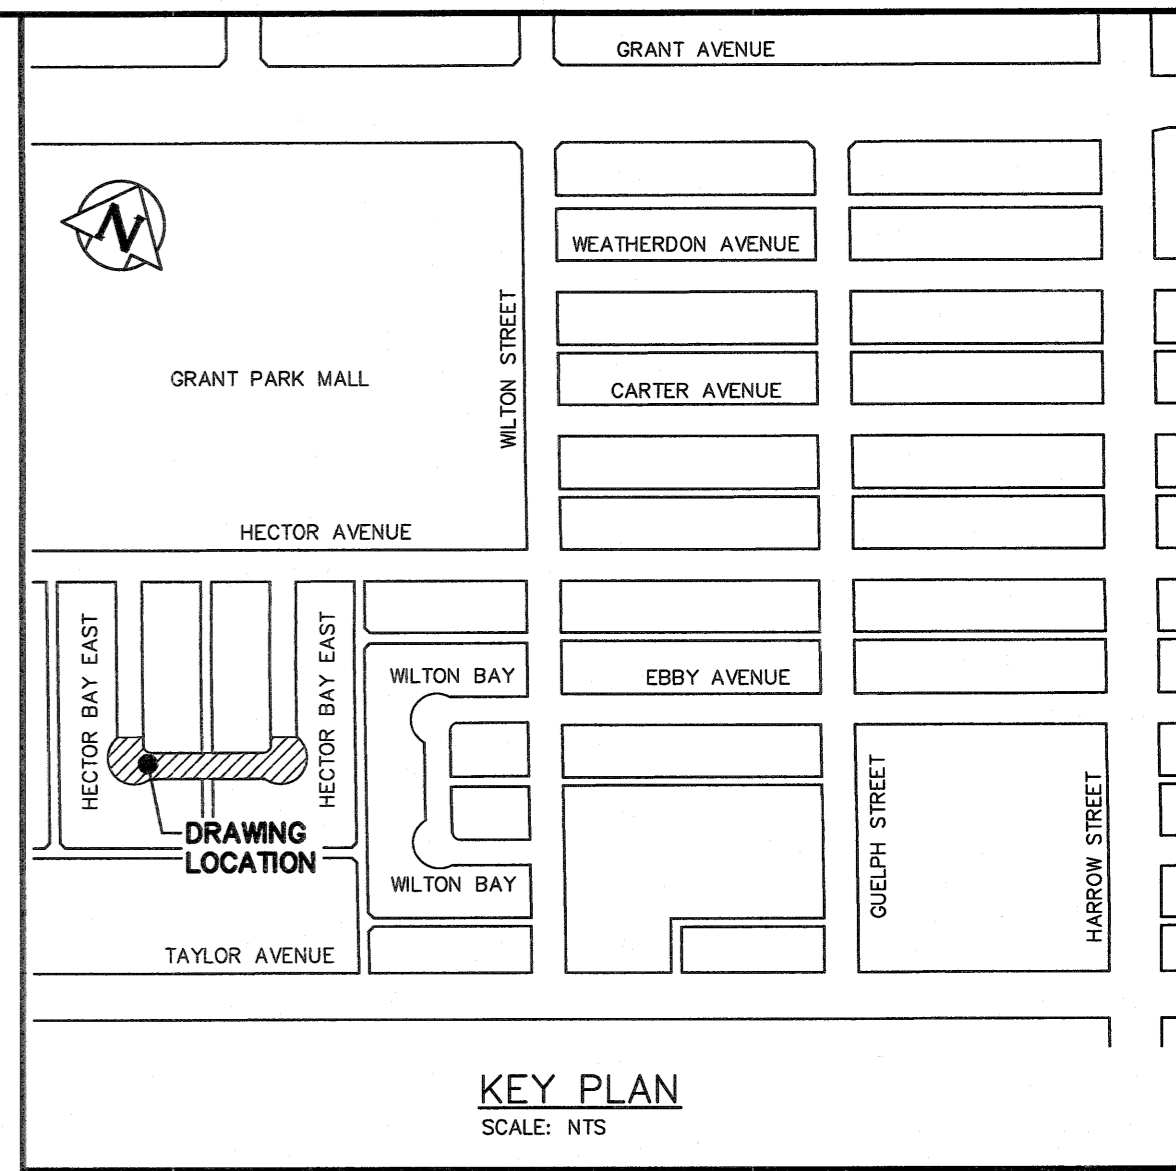 GRANT AVENUE
N
WEATHERDON AVENUE
WILTON STREET
GRANT PARK MALL
CARTER AVENUE
HECTOR AVENUE
HECTOR BAY EAST
HECTOR BAY EAST
WILTON BAY
EBBY AVENUE
GUELPH STREET
HARROW STREET
DRAWING
LOCATION
WILTON BAY
TAYLOR AVENUE
KEY PLAN
SCALE: NTS